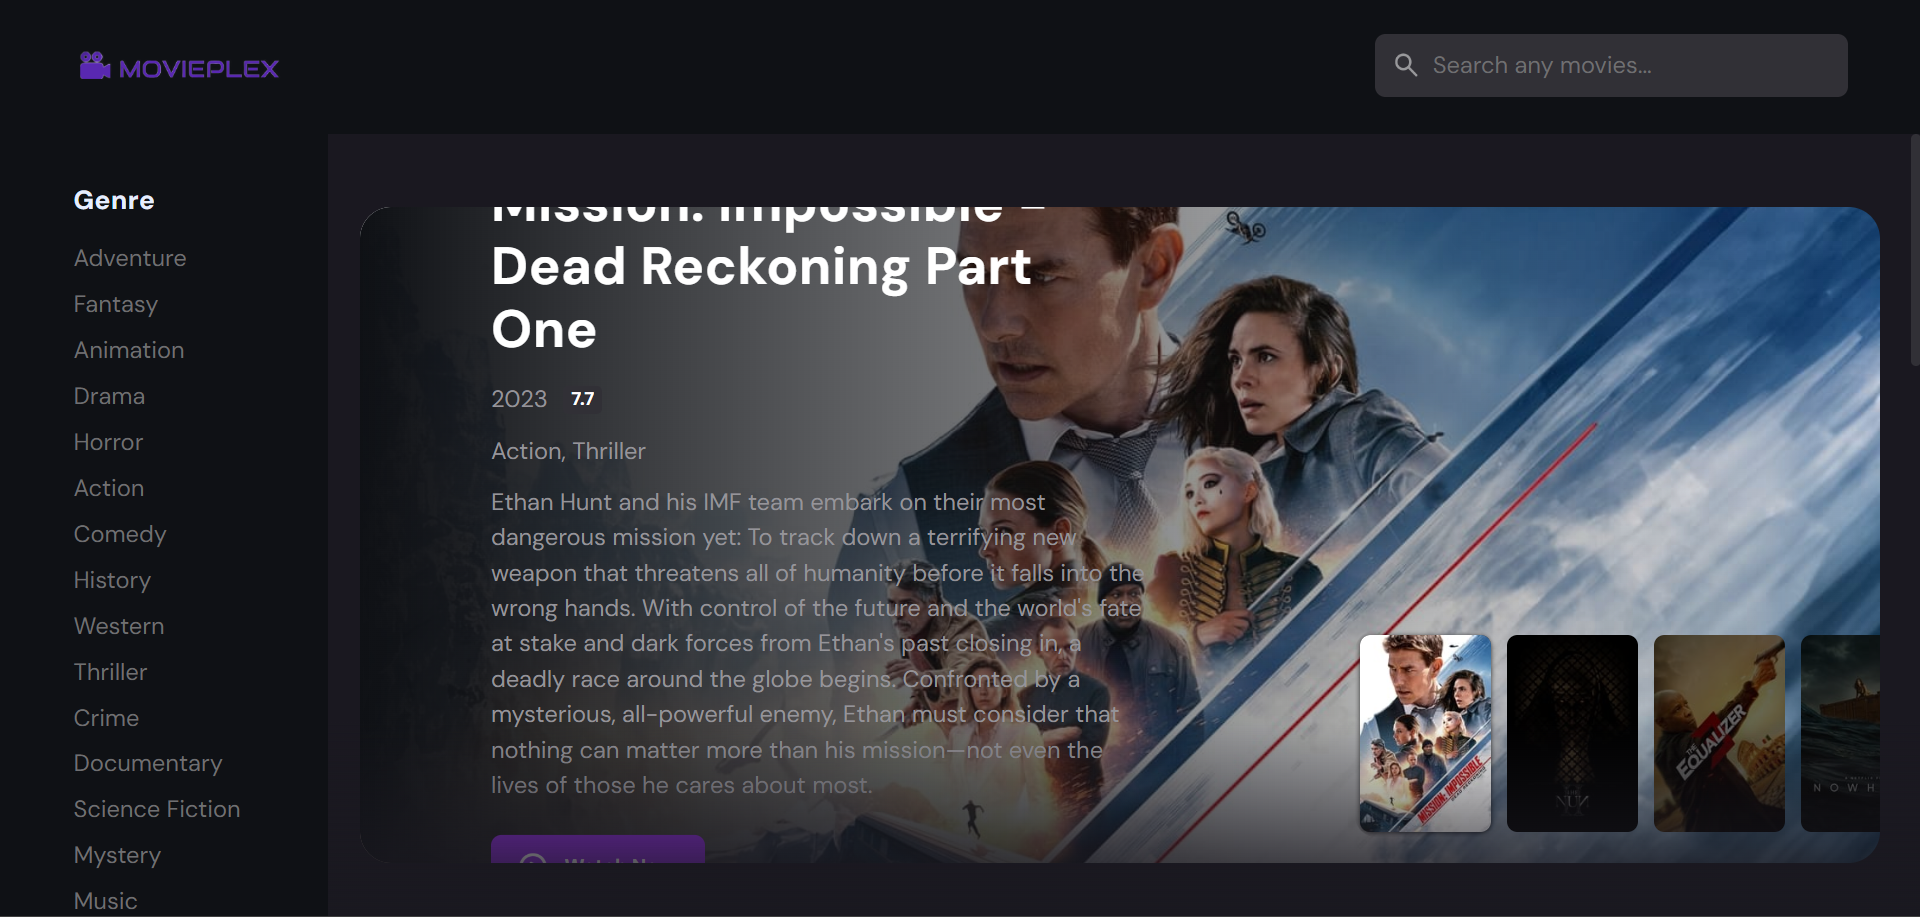 MOVIEPLEX
Search any movies...
Genre
Adventure
Fantasy
Animation
Drama
Horror
Action
Comedy
History
Western
Thriller
Crime
Documentary
Science Fiction
Mystery
Music
Mission: Impossible -
Dead Reckoning Part
One
2023 7.7
Action, Thriller
Ethan Hunt and his IMF team embark on their most
dangerous mission yet: To track down a terrifying new
weapon that threatens all of humanity before it falls into the
wrong hands. With control of the future and the world's fate
at stake and dark forces from Ethan's past closing in, a
deadly race around the globe begins. Confronted by a
mysterious, all-powerful enemy, Ethan must consider that
nothing can matter more than his mission—not even the
lives of those he cares about most.
MISSION: IMPOSSIBLE
NUN
THE
EQUALIZER
NOWH